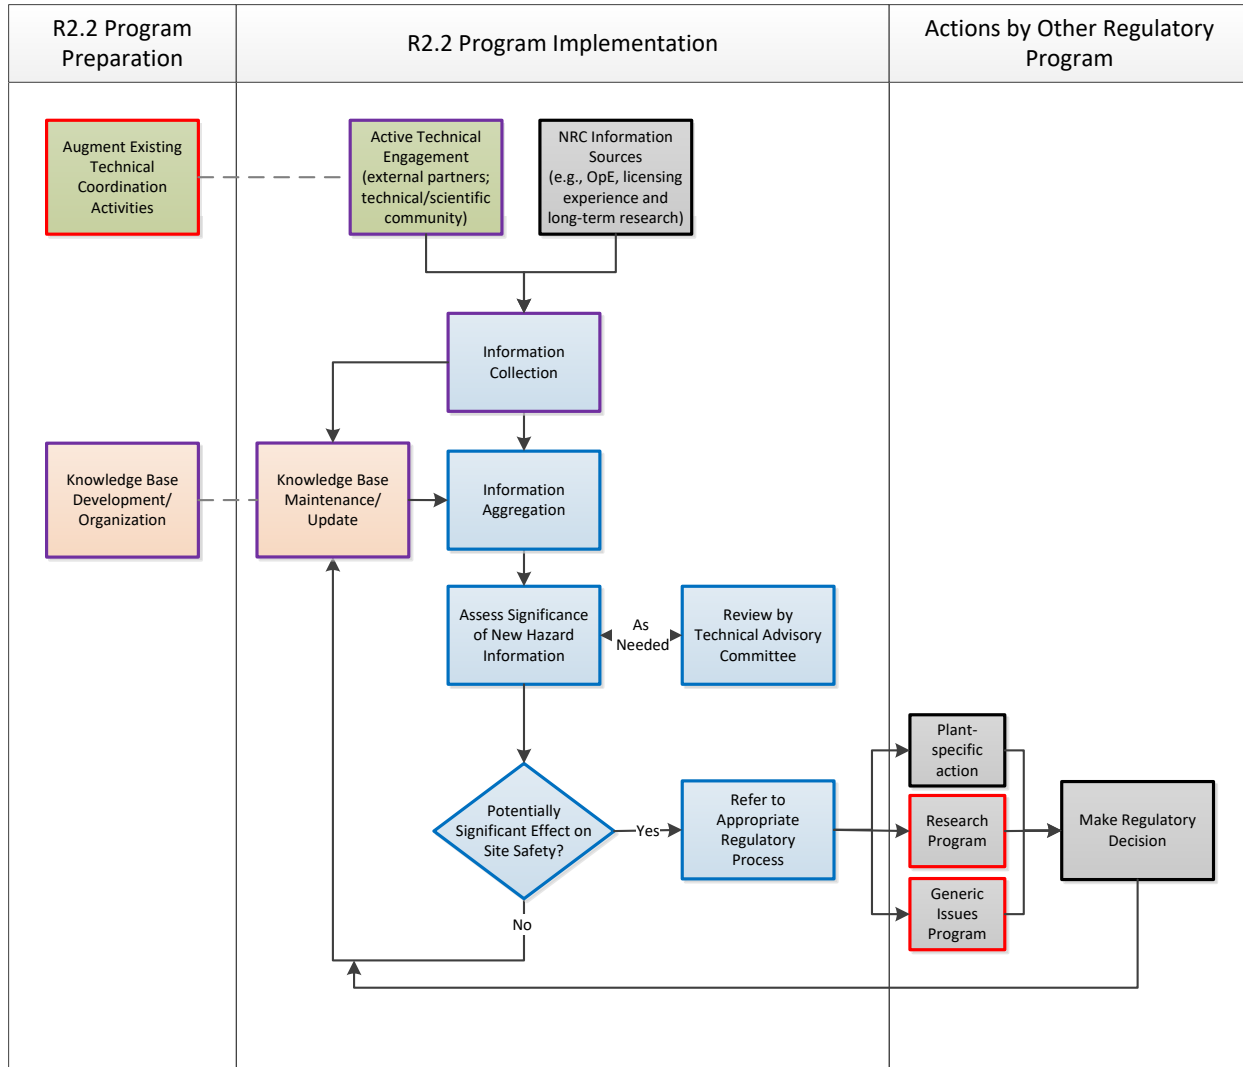 R2.2 Program
Preparation
R2.2 Program Implementation
Actions by Other Regulatory
Program
Augment Existing
Technical
Coordination
Activities
Active Technical
Engagement
(external partners;
technical/scientific
community)
NRC Information
Sources
(e.g., OpE, licensing
experience and
long-term research)
Information
Collection
Knowledge Base
Development/
Organization
Knowledge Base
Maintenance/
Update
Information
Aggregation
Assess Significance
of New Hazard
Information
As
Needed
Review by
Technical Advisory
Committee
Potentially
Significant Effect on
Site Safety?
Yes
No
Refer to
Appropriate
Regulatory
Process
Plant-
specific
action
Research
Program
Generic
Issues
Program
Make Regulatory
Decision